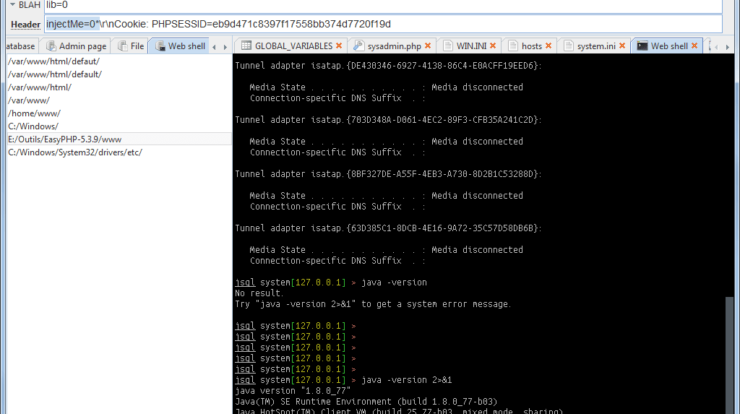 BLAH lib=0
Header injectMe=0*\r\nCookie: PHPSESSID=eb9d471c8397f17558bb374d7720f19d
atabase Admin page File Web shell
GLOBAL_VARIABLES sysadmin.php WIN.INI hosts system.ini Web shell
/var/www/html/defaut/
/var/www/html/default/
/var/www/html/
/var/www/
/home/www/
C:/Windows/
E:/Outils/EasyPHP-5.3.9/www
C:/Windows/System32/drivers/etc/
Tunnel adapter isatap.{DE430346-6927-4138-86C4-E0ACFF19EED6}:
Media State . . . . . . . . . . . : Media disconnected
Connection-specific DNS Suffix . :
Tunnel adapter isatap.{703D348A-D061-4EC2-89F3-CFB35A241C2D}:
Media State . . . . . . . . . . . : Media disconnected
Connection-specific DNS Suffix . :
Tunnel adapter isatap.{8BF327DE-A55F-4EB3-A730-8D2B1C53288D}:
Media State . . . . . . . . . . . : Media disconnected
Connection-specific DNS Suffix . :
Tunnel adapter isatap.{63D385C1-8DCB-4E16-9A72-35C57D58DB6B}:
Media State . . . . . . . . . . . : Media disconnected
Connection-specific DNS Suffix . :
jsql system[127.0.0.1] > java -version
No result.
Try "java -version 2>&1" to get a system error message.
jsql system[127.0.0.1] >
jsql system[127.0.0.1] >
jsql system[127.0.0.1] >
jsql system[127.0.0.1] >
jsql system[127.0.0.1] >
jsql system[127.0.0.1] > java -version 2>&1
java version "1.8.0_77"
Java(TM) SE Runtime Environment (build 1.8.0_77-b03)
Java HotSpot(TM) Client VM (build 25.77-b03, mixed mode, sharing)